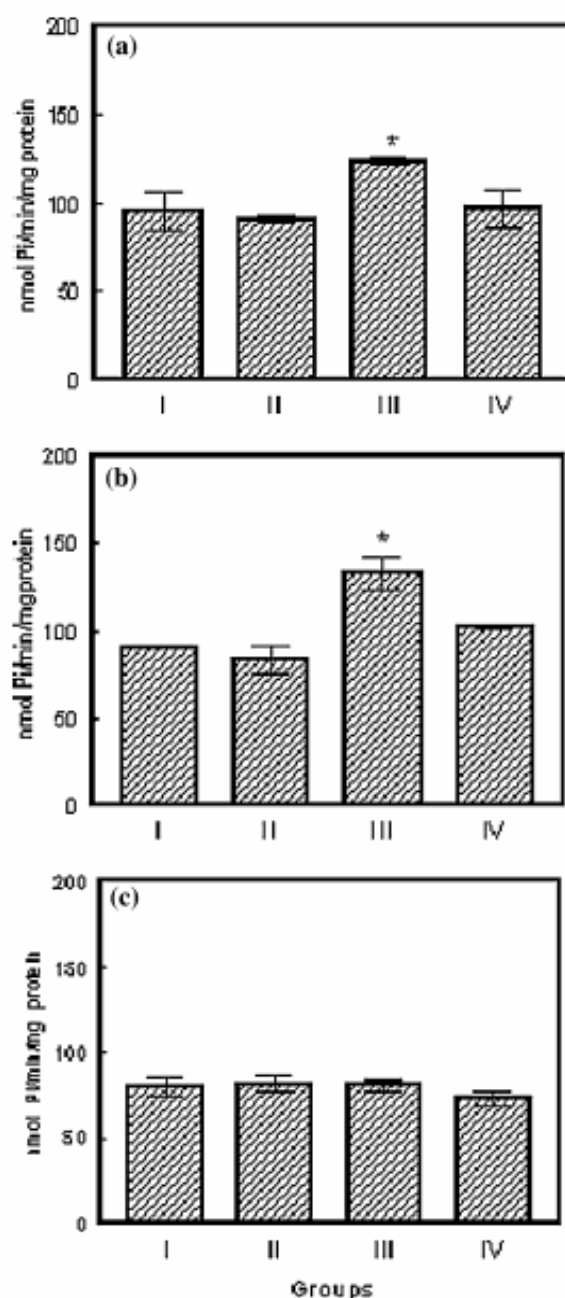 (a)
200
150
100
50
0
nmol Pi/min/mg protein
*
I II III IV
(b)
200
150
100
50
0
nmol Pi/min/mg protein
*
I II III IV
(c)
200
150
100
50
0
nmol Pi/min/mg protein
I II III IV
Groups